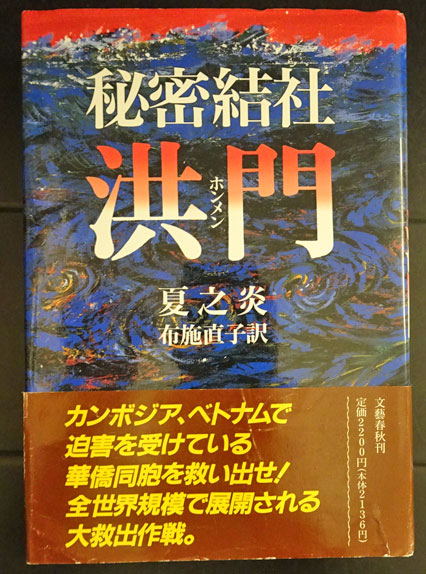 秘密結社
洪門
ホンメン
夏之炎
布施直子訳
カンボジア、ベトナムで
迫害を受けている
華僑同胞を救い出せ!
全世界規模で展開される
大救出作戦。
文藝春秋刊
定価2200円(本体2136円)